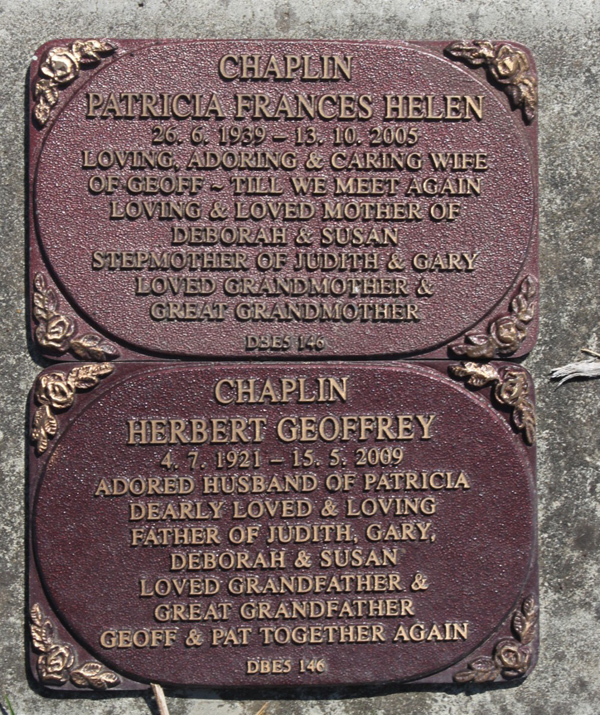 CHAPLIN
PATRICIA FRANCES HELEN
26. 6. 1939 – 13. 10. 2005
LOVING, ADORING & CARING WIFE
OF GEOFF ~ TILL WE MEET AGAIN
LOVING & LOVED MOTHER OF
DEBORAH & SUSAN
STEPMOTHER OF JUDITH & GARY
LOVED GRANDMOTHER &
GREAT GRANDMOTHER
DBE5 146
CHAPLIN
HERBERT GEOFFREY
4. 7. 1921 – 15. 5. 2009
ADORED HUSBAND OF PATRICIA
DEARLY LOVED & LOVING
FATHER OF JUDITH, GARY,
DEBORAH & SUSAN
LOVED GRANDFATHER &
GREAT GRANDFATHER
GEOFF & PAT TOGETHER AGAIN
DBE5 146